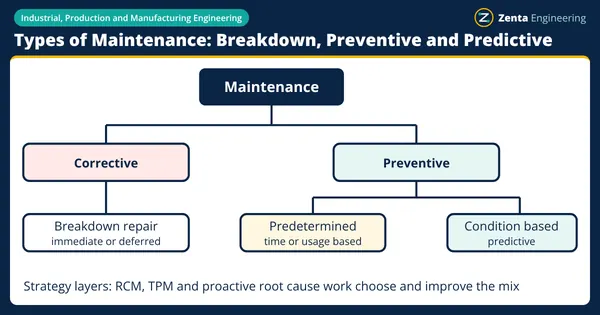 Industrial, Production and Manufacturing Engineering
Z Zenta Engineering
Types of Maintenance: Breakdown, Preventive and Predictive
Maintenance
Corrective
Preventive
Breakdown repair
immediate or deferred
Predetermined
time or usage based
Condition based
predictive
Strategy layers: RCM, TPM and proactive root cause work choose and improve the mix